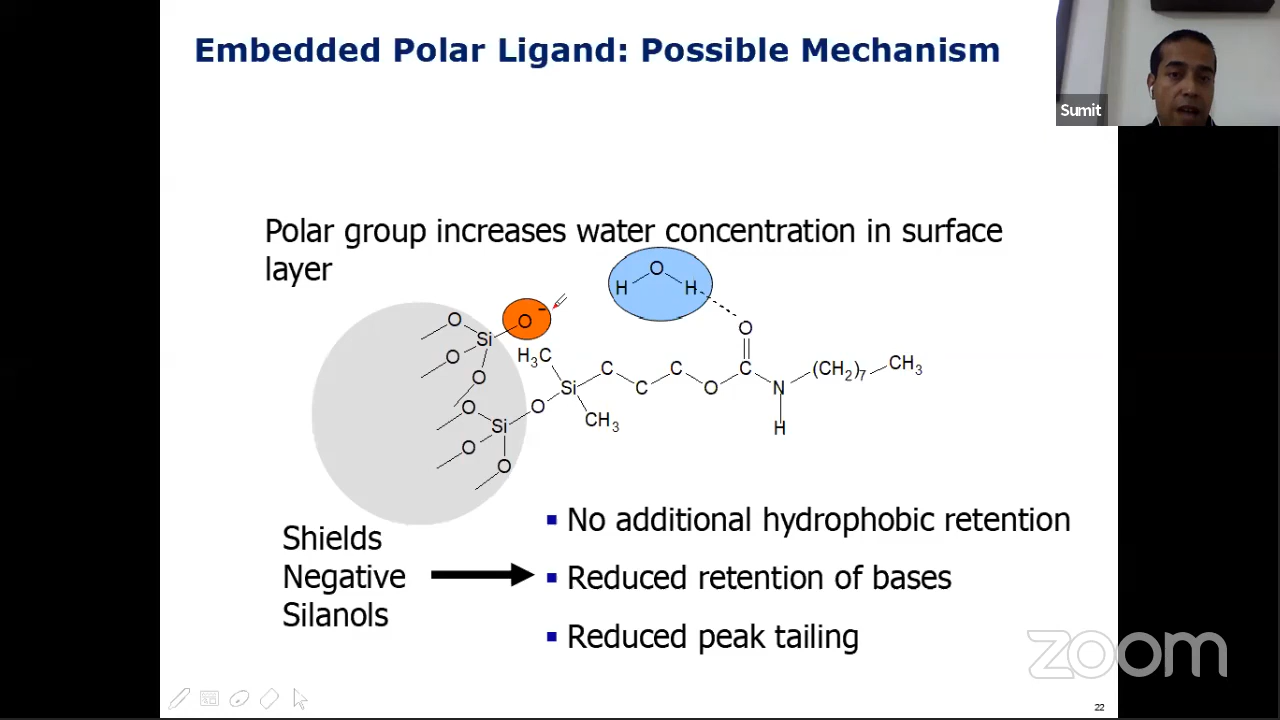 Embedded Polar Ligand: Possible Mechanism
Sumit
Polar group increases water concentration in surface
layer
O
H H
O
O
O⁻
Si
O
H₃C
O
O
Si
C
C
C
O
C
N
(CH₂)₇
CH₃
O
Si
O
CH₃
H
O
O
Shields
Negative
Silanols
▪ No additional hydrophobic retention
▪ Reduced retention of bases
▪ Reduced peak tailing
zoom
22